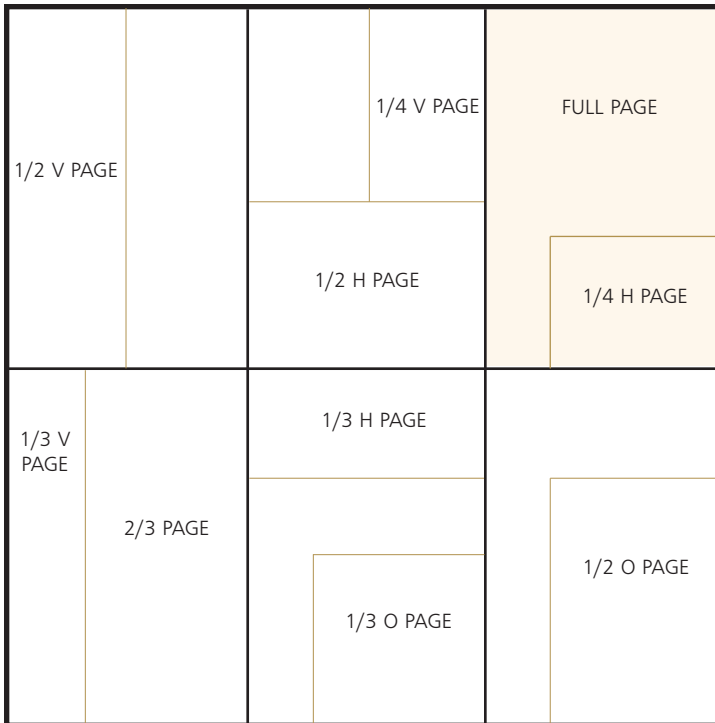 1/2 V PAGE
1/4 V PAGE
1/2 H PAGE
FULL PAGE
1/4 H PAGE
1/3 V
PAGE
2/3 PAGE
1/3 H PAGE
1/3 O PAGE
1/2 O PAGE